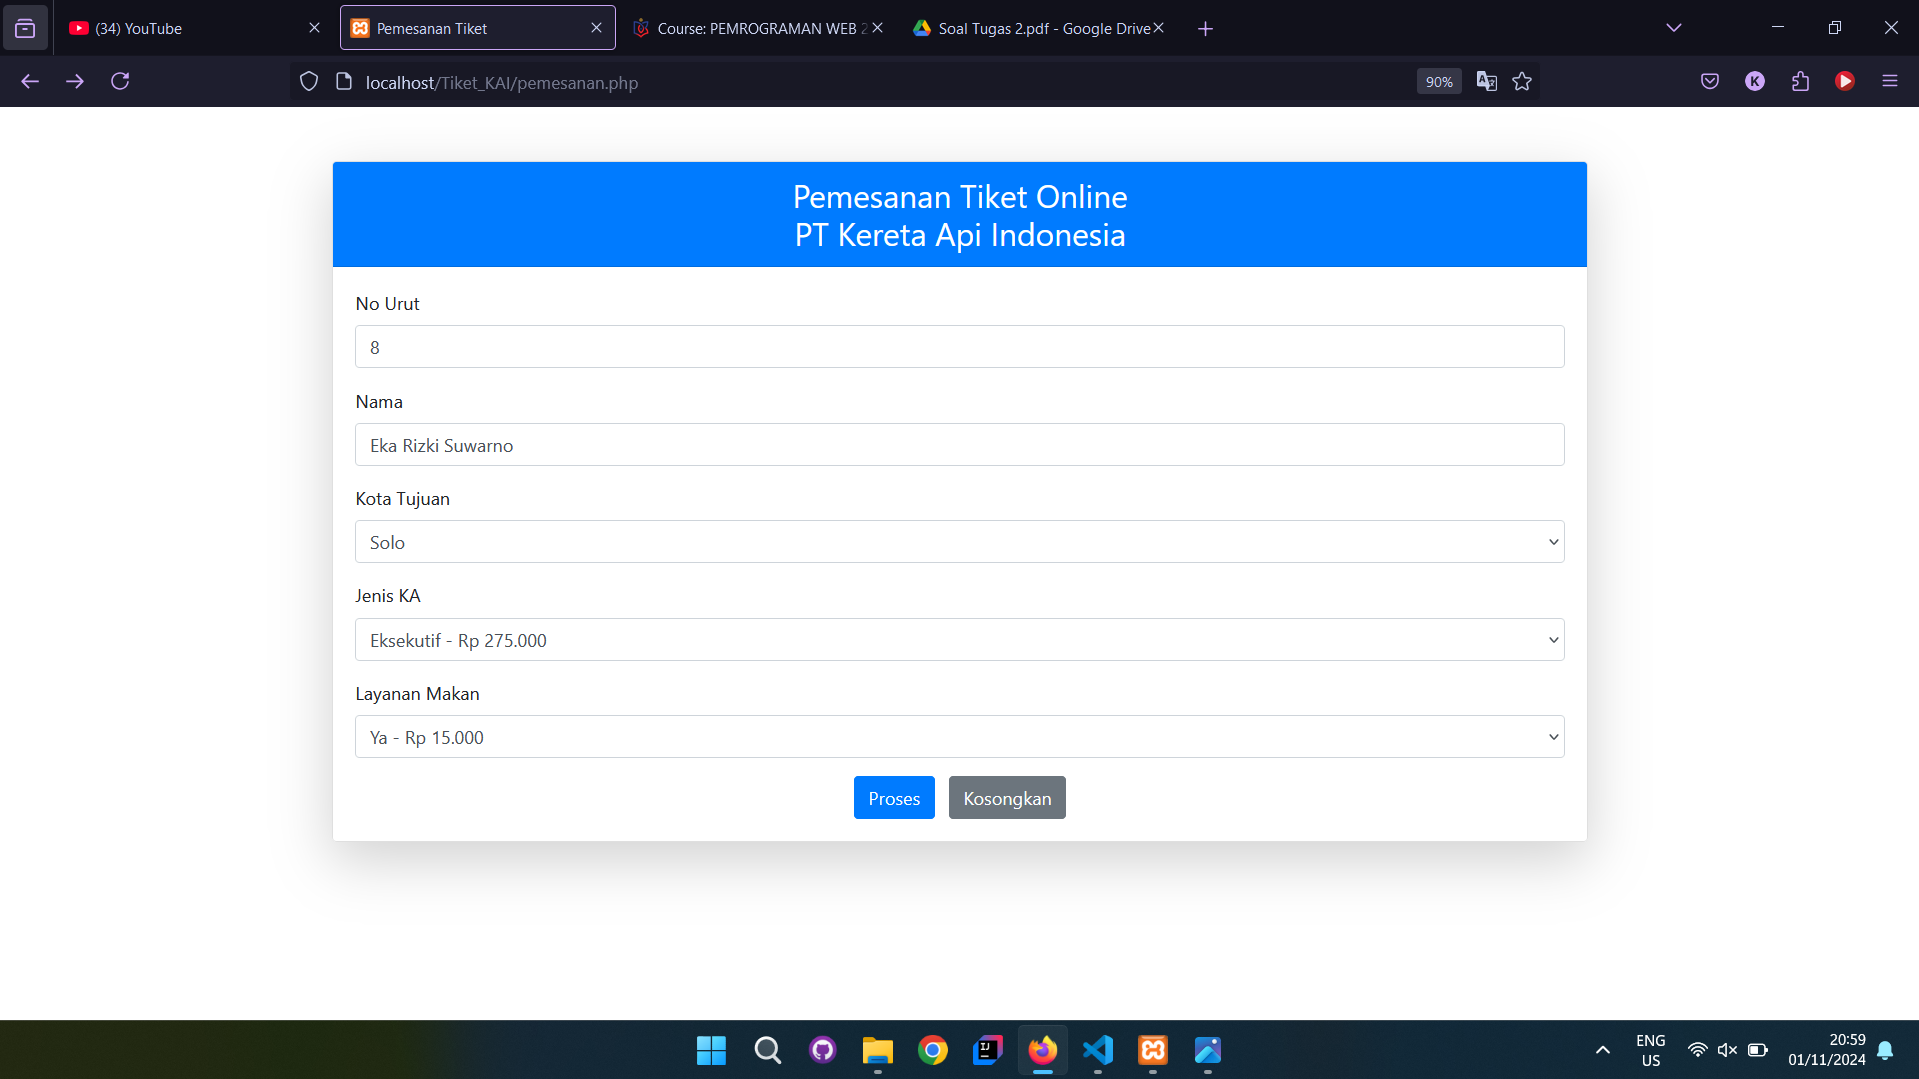 (34) YouTube
Pemesanan Tiket
Course: PEMROGRAMAN WEB 2
Soal Tugas 2.pdf - Google Drive
localhost/Tiket_KAI/pemesanan.php
90%
K
Pemesanan Tiket Online
PT Kereta Api Indonesia
No Urut
8
Nama
Eka Rizki Suwarno
Kota Tujuan
Solo
Jenis KA
Eksekutif - Rp 275.000
Layanan Makan
Ya - Rp 15.000
Proses
Kosongkan
IJ
ENG
US
20:59
01/11/2024